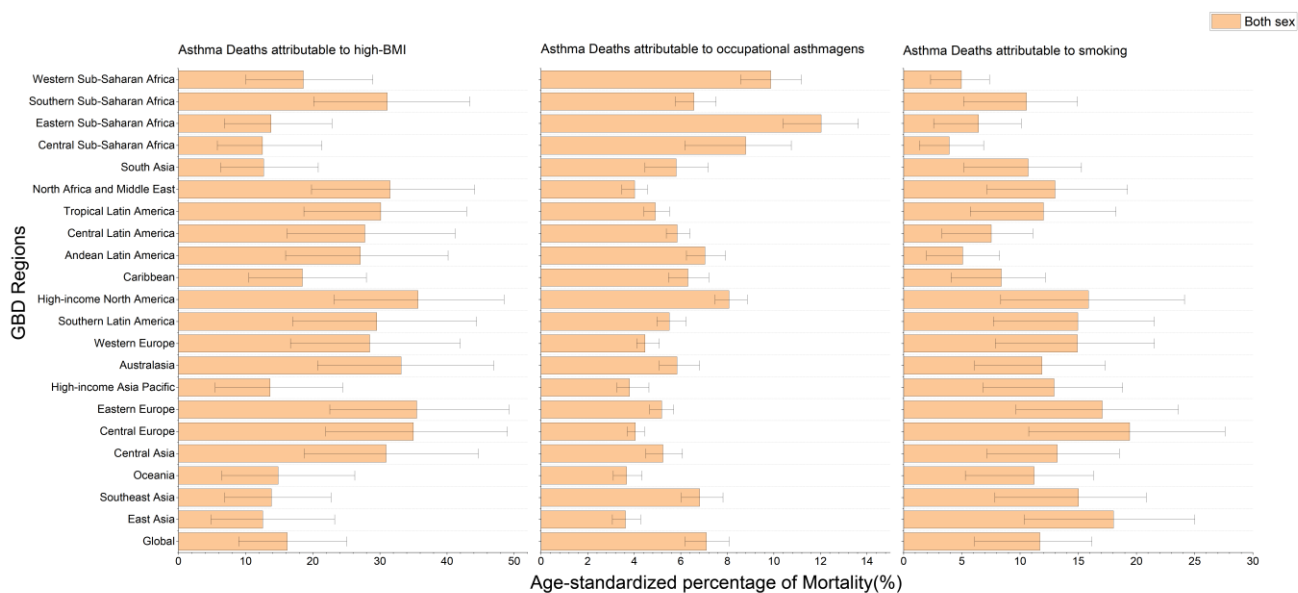 Both sex
Asthma Deaths attributable to high-BMI
Asthma Deaths attributable to occupational asthmagens
Asthma Deaths attributable to smoking
GBD Regions
Western Sub-Saharan Africa
Southern Sub-Saharan Africa
Eastern Sub-Saharan Africa
Central Sub-Saharan Africa
South Asia
North Africa and Middle East
Tropical Latin America
Central Latin America
Andean Latin America
Caribbean
High-income North America
Southern Latin America
Western Europe
Australasia
High-income Asia Pacific
Eastern Europe
Central Europe
Central Asia
Oceania
Southeast Asia
East Asia
Global
0 10 20 30 40 50
0 2 4 6 8 10 12 14
0 5 10 15 20 25 30
Age-standardized percentage of Mortality(%)